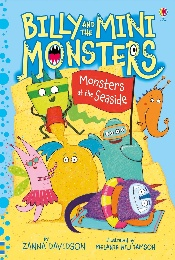 BILLY AND THE MINI
MONSTERS
Monsters
at the Seaside
BY
ZANNA DAVIDSON
Illustrated by
MELANIE WILLIAMSON